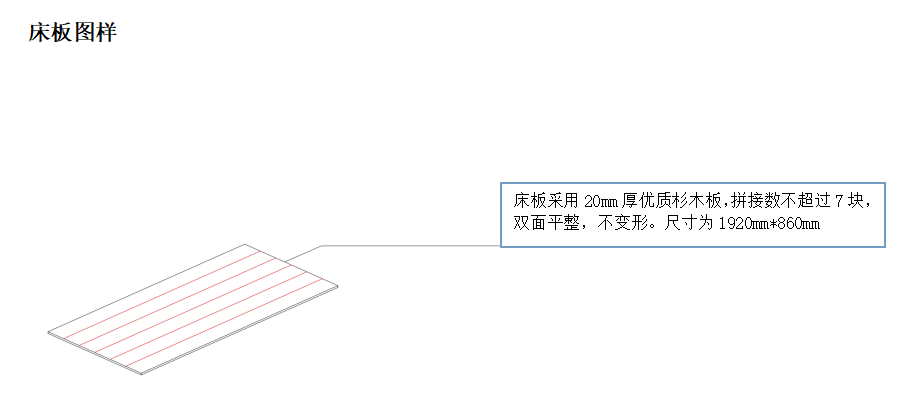 床板图样
床板采用 20mm 厚优质杉木板,拼接数不超过 7 块，
双面平整，不变形。尺寸为 1920mm*860mm